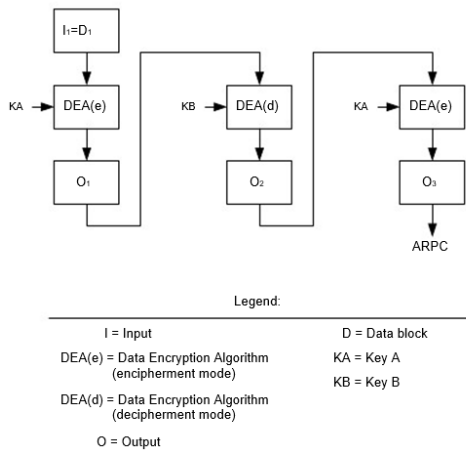 I₁=D₁
KA
DEA(e)
KB
DEA(d)
KA
DEA(e)
O₁
O₂
O₃
ARPC
Legend:
I = Input
D = Data block
DEA(e) = Data Encryption Algorithm
(encipherment mode)
KA = Key A
KB = Key B
DEA(d) = Data Encryption Algorithm
(decipherment mode)
O = Output